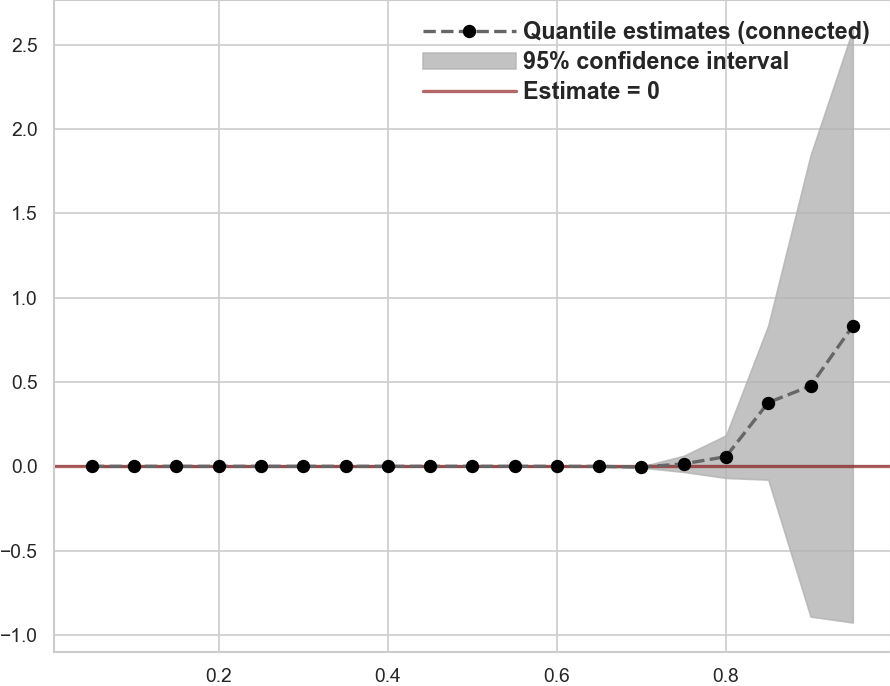 Quantile estimates (connected)
95% confidence interval
Estimate = 0
2.5
2.0
1.5
1.0
0.5
0.0
−0.5
−1.0
0.2 0.4 0.6 0.8